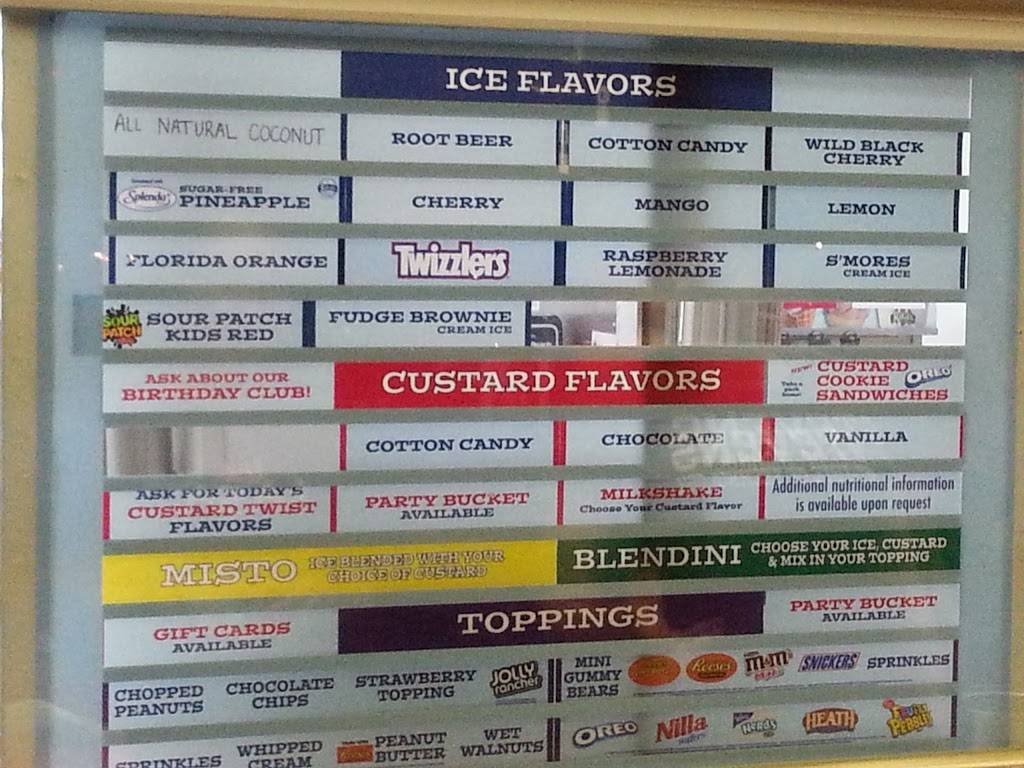 ICE FLAVORS
ALL NATURAL COCONUT
ROOT BEER
COTTON CANDY
WILD BLACK
CHERRY
Splenda
SUGAR-FREE
PINEAPPLE
CHERRY
MANGO
LEMON
FLORIDA ORANGE
Twizzlers
RASPBERRY
LEMONADE
S'MORES
CREAM ICE
SOUR
PATCH
SOUR PATCH
KIDS RED
FUDGE BROWNIE
CREAM ICE
ASK ABOUT OUR
BIRTHDAY CLUB!
CUSTARD FLAVORS
NEW!
Take a
pack
home!
CUSTARD
COOKIE
SANDWICHES
OREO
COTTON CANDY
CHOCOLATE
VANILLA
ASK FOR TODAY'S
CUSTARD TWIST
FLAVORS
PARTY BUCKET
AVAILABLE
MILKSHAKE
Choose Your Custard Flavor
Additional nutritional information
is available upon request
MISTO
ICE BLENDED WITH YOUR
CHOICE OF CUSTARD
BLENDINI
CHOOSE YOUR ICE, CUSTARD
& MIX IN YOUR TOPPING
GIFT CARDS
AVAILABLE
TOPPINGS
PARTY BUCKET
AVAILABLE
CHOPPED
PEANUTS
CHOCOLATE
CHIPS
STRAWBERRY
TOPPING
JOLLY
rancher
MINI
GUMMY
BEARS
Reese's
m&m's
SNICKERS
SPRINKLES
SPRINKLES
WHIPPED
CREAM
PEANUT
BUTTER
WET
WALNUTS
OREO
Nilla
wafers
Nerds
HEATH
Fruity
Pebbles